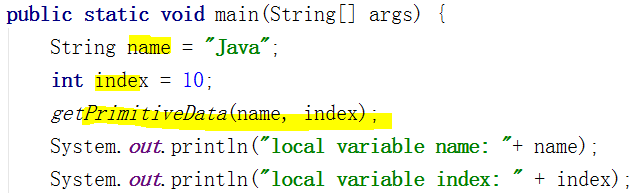 public static void main(String[] args) {
String name = "Java";
int index = 10;
getPrimitiveData(name, index);
System.out.println("local variable name: "+ name);
System.out.println("local variable index: " + index);